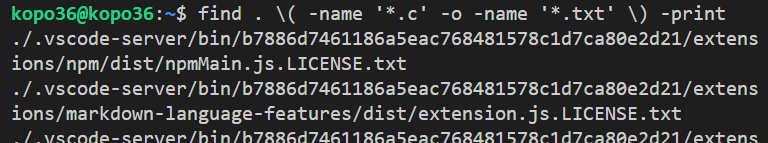 kopo36@kopo36:~$ find . \( -name '*.c' -o -name '*.txt' \) -print
./.vscode-server/bin/b7886d7461186a5eac768481578c1d7ca80e2d21/extens
ions/npm/dist/npmMain.js.LICENSE.txt
./.vscode-server/bin/b7886d7461186a5eac768481578c1d7ca80e2d21/extens
ions/markdown-language-features/dist/extension.js.LICENSE.txt
./.vscode-server/bin/b7886d7461186a5eac768481578c1d7ca80e2d21/extens